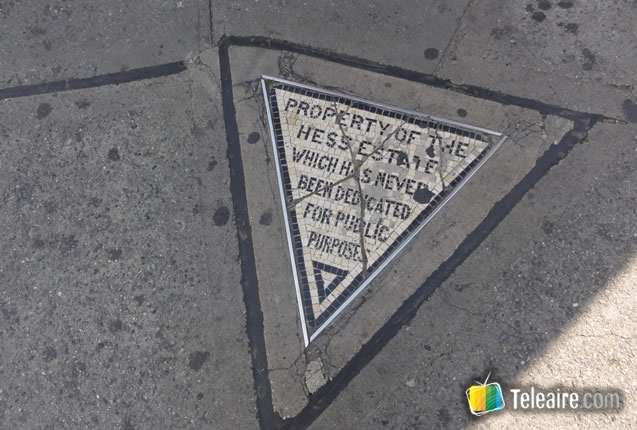 PROPERTY OF THE
HESS ESTATE
WHICH HAS NEVER
BEEN DEDICATED
FOR PUBLIC
PURPOSES
Teleaire.com